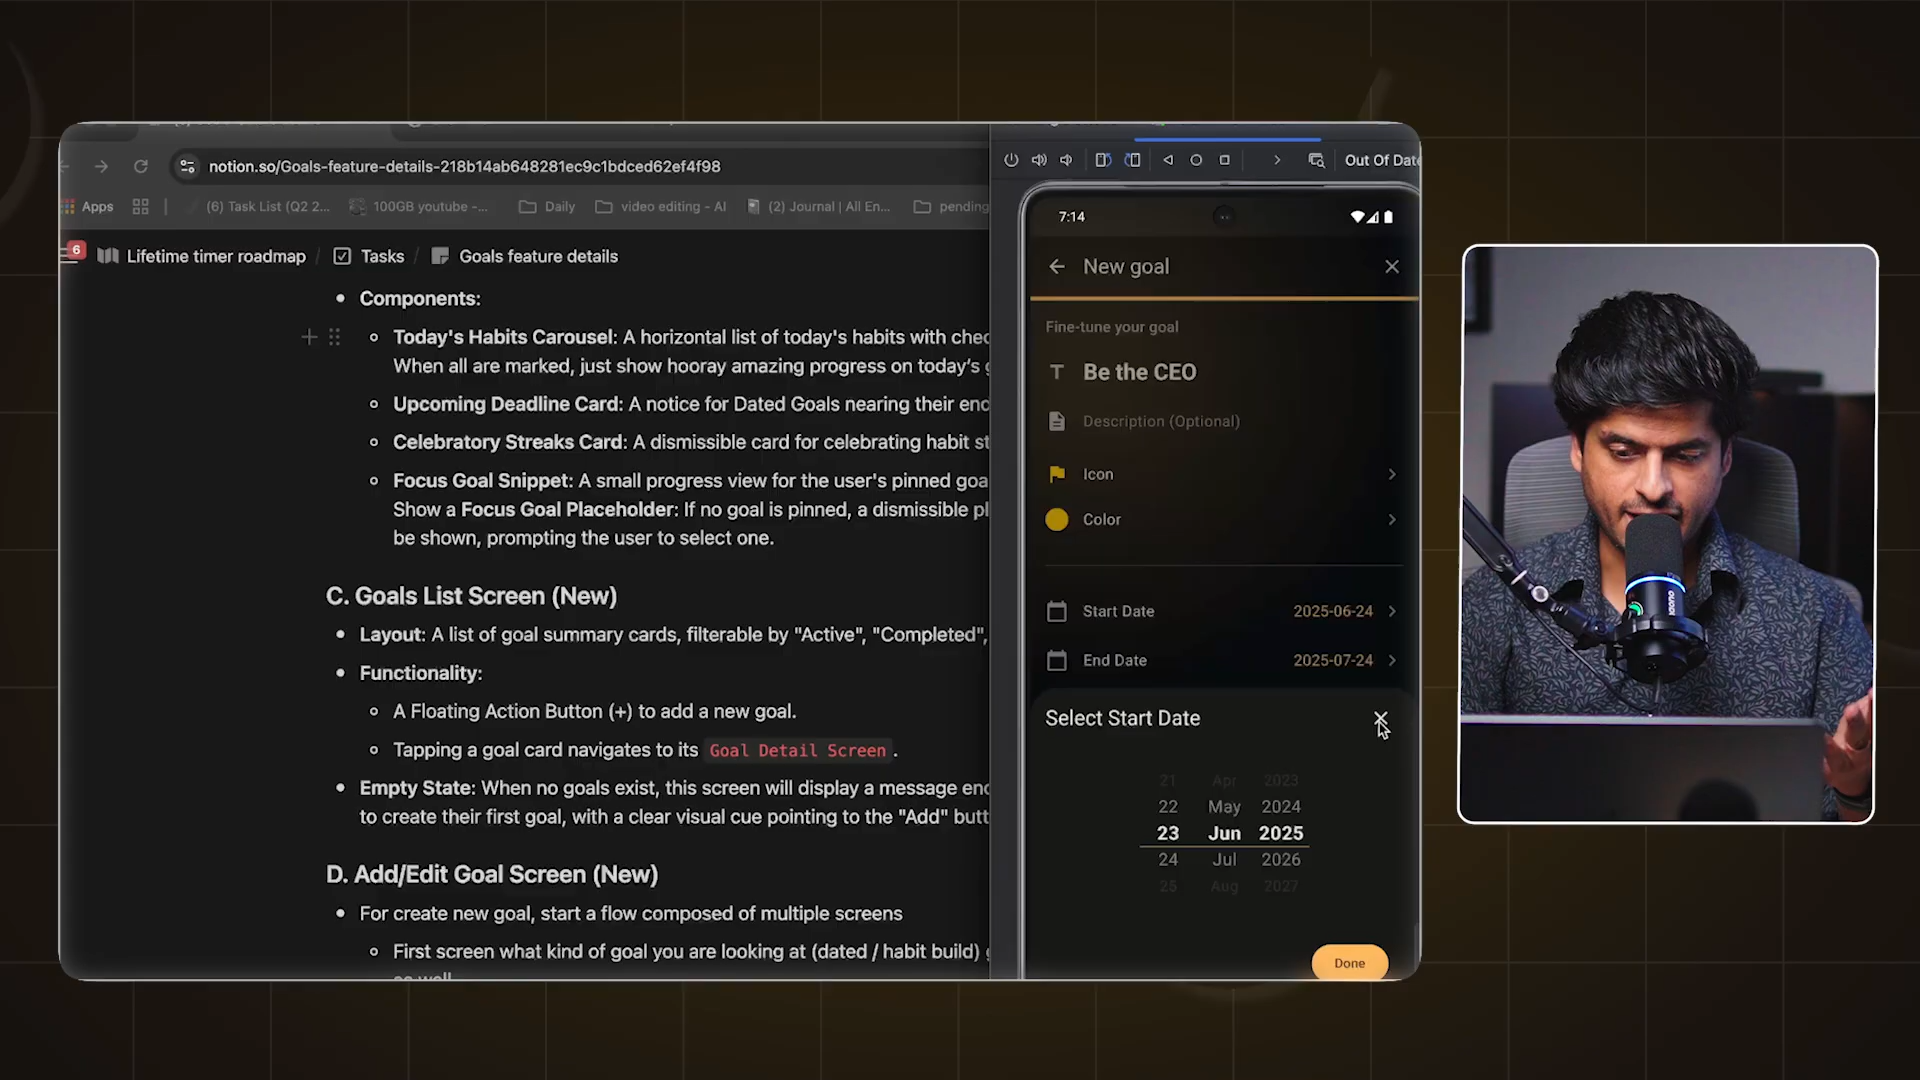 notion.so/Goals-feature-details-218b14ab648281ec9c1bdced62ef4f98
Apps
(6) Task List (Q2 2...
100GB youtube -...
Daily
video editing - AI
(2) Journal | All En...
pending
6
Lifetime timer roadmap / Tasks / Goals feature details
• Components:
Today's Habits Carousel: A horizontal list of today's habits with chec
When all are marked, just show hooray amazing progress on today's g
Upcoming Deadline Card: A notice for Dated Goals nearing their end
Celebratory Streaks Card: A dismissible card for celebrating habit st
Focus Goal Snippet: A small progress view for the user's pinned goa
Show a Focus Goal Placeholder: If no goal is pinned, a dismissible pl
be shown, prompting the user to select one.
C. Goals List Screen (New)
• Layout: A list of goal summary cards, filterable by "Active", "Completed",
• Functionality:
A Floating Action Button (+) to add a new goal.
Tapping a goal card navigates to its Goal Detail Screen.
• Empty State: When no goals exist, this screen will display a message enc
to create their first goal, with a clear visual cue pointing to the "Add" butt
D. Add/Edit Goal Screen (New)
• For create new goal, start a flow composed of multiple screens
First screen what kind of goal you are looking at (dated / habit build)
Out Of Date
7:14
New goal
Fine-tune your goal
Be the CEO
Description (Optional)
Icon
Color
Start Date 2025-06-24
End Date 2025-07-24
Select Start Date
21 Apr 2023
22 May 2024
23 Jun 2025
24 Jul 2026
25 Aug 2027
Done